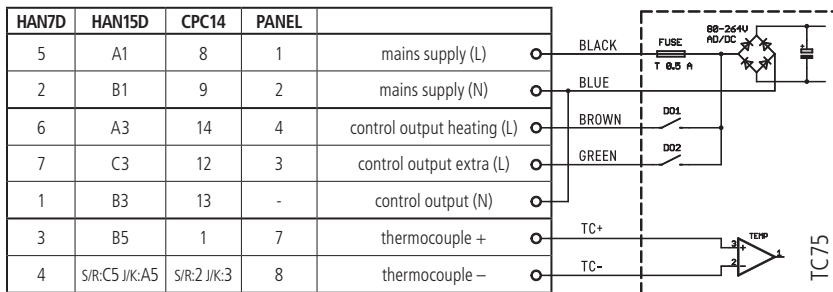 HAN7D HAN15D CPC14 PANEL
5 A1 8 1 mains supply (L)
2 B1 9 2 mains supply (N)
6 A3 14 4 control output heating (L)
7 C3 12 3 control output extra (L)
1 B3 13 - control output (N)
3 B5 1 7 thermocouple +
4 S/R:C5 J/K:A5 S/R:2 J/K:3 8 thermocouple –
BLACK
BLUE
BROWN
GREEN
TC+
TC-
FUSE
T 0.5 A
80-264V
AD/DC
+
DO1
DO2
TEMP
3 +
2 -
1
TC75